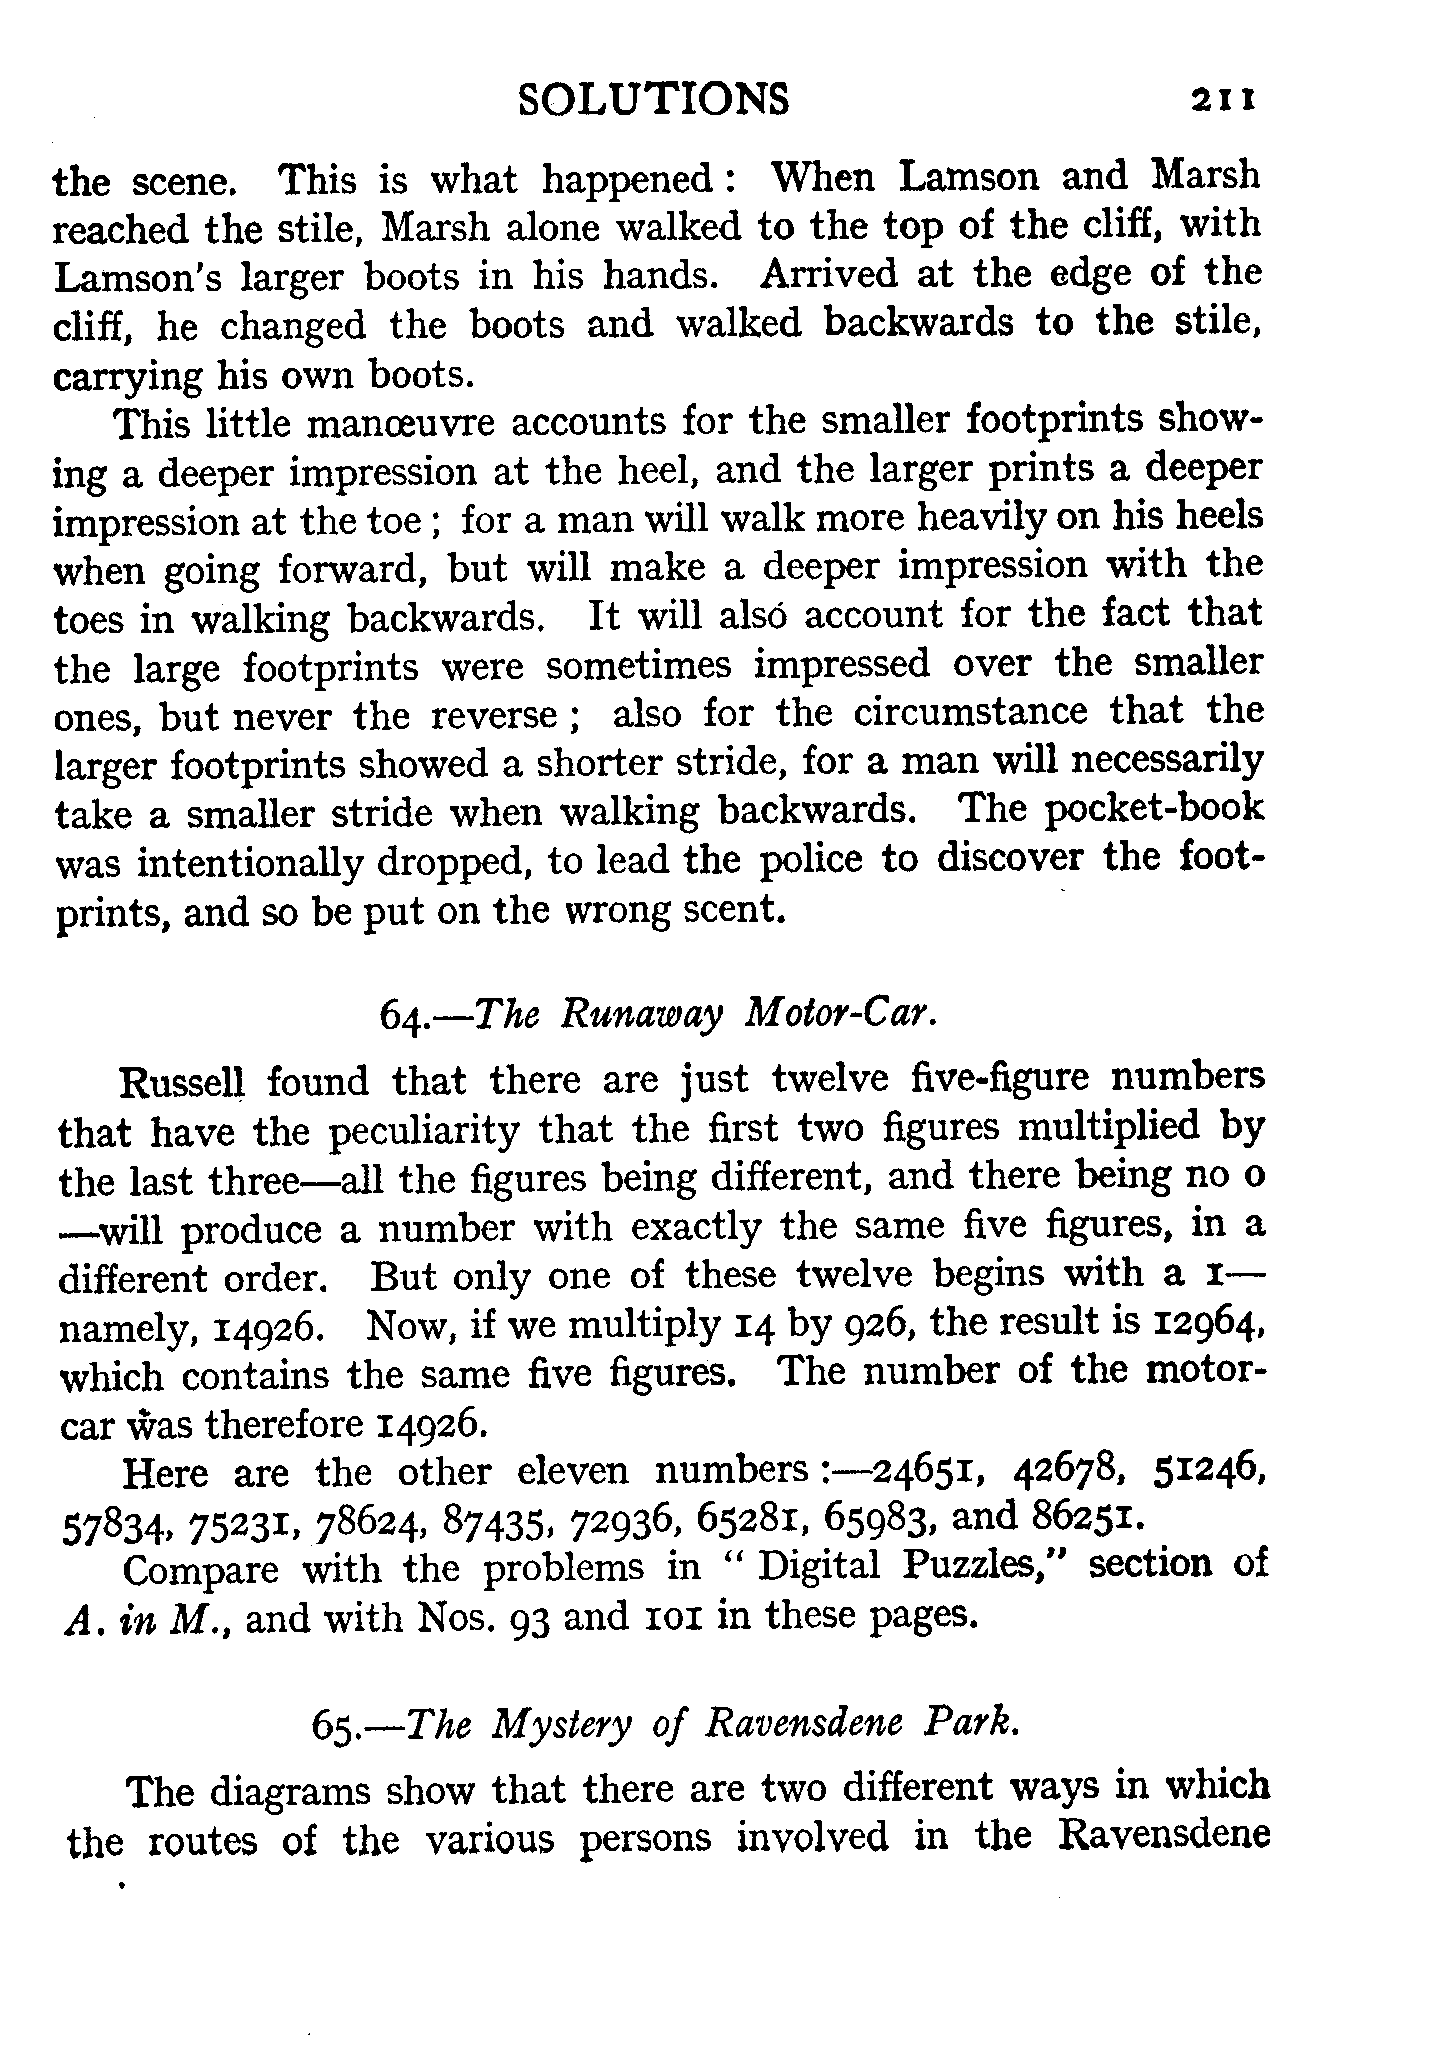 SOLUTIONS 211
the scene. This is what happened : When Lamson and Marsh
reached the stile, Marsh alone walked to the top of the cliff, with
Lamson's larger boots in his hands. Arrived at the edge of the
cliff, he changed the boots and walked backwards to the stile,
carrying his own boots.
This little manœuvre accounts for the smaller footprints show-
ing a deeper impression at the heel, and the larger prints a deeper
impression at the toe ; for a man will walk more heavily on his heels
when going forward, but will make a deeper impression with the
toes in walking backwards. It will also account for the fact that
the large footprints were sometimes impressed over the smaller
ones, but never the reverse ; also for the circumstance that the
larger footprints showed a shorter stride, for a man will necessarily
take a smaller stride when walking backwards. The pocket-book
was intentionally dropped, to lead the police to discover the foot-
prints, and so be put on the wrong scent.
64.—The Runaway Motor-Car.
Russell found that there are just twelve five-figure numbers
that have the peculiarity that the first two figures multiplied by
the last three—all the figures being different, and there being no 0
—will produce a number with exactly the same five figures, in a
different order. But only one of these twelve begins with a 1—
namely, 14926. Now, if we multiply 14 by 926, the result is 12964,
which contains the same five figures. The number of the motor-
car was therefore 14926.
Here are the other eleven numbers :—24651, 42678, 51246,
57834, 75231, 78624, 87435, 72936, 65281, 65983, and 86251.
Compare with the problems in " Digital Puzzles," section of
A. in M., and with Nos. 93 and 101 in these pages.
65.—The Mystery of Ravensdene Park.
The diagrams show that there are two different ways in which
the routes of the various persons involved in the Ravensdene